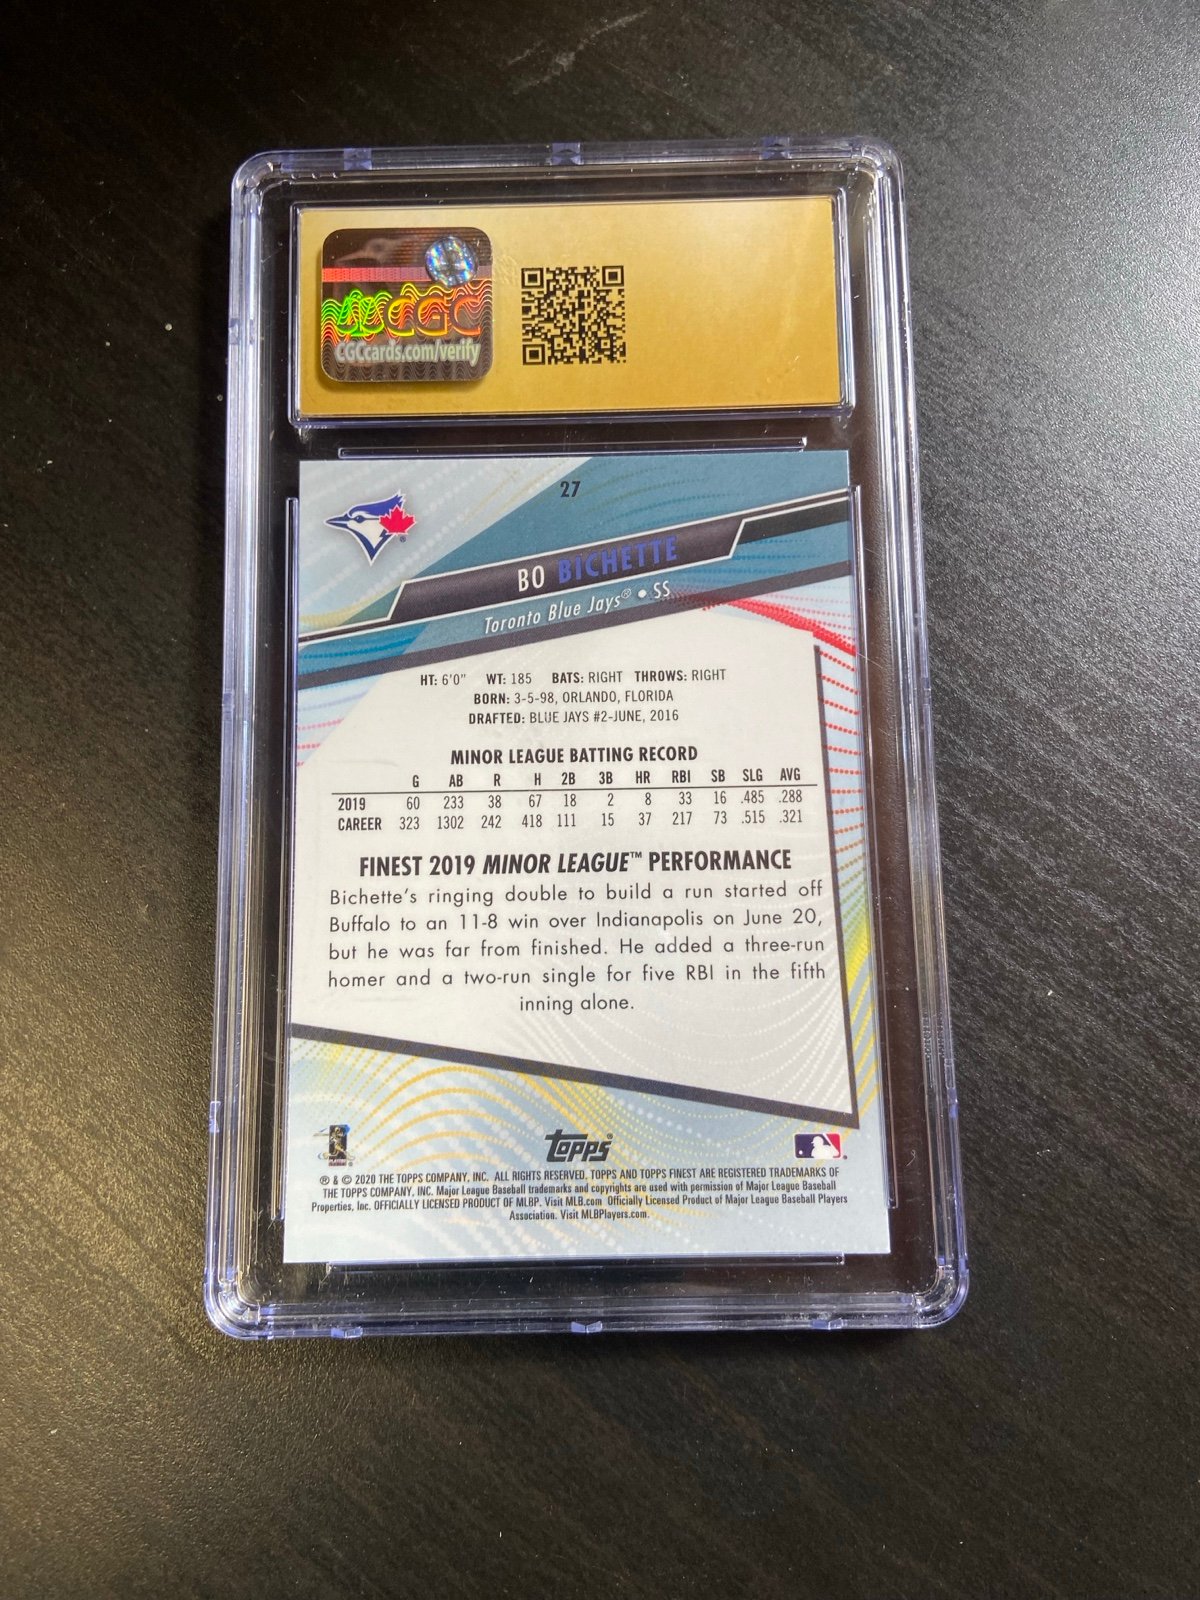 CGC
CGCcards.com/verify
27
BO BICHETTE
Toronto Blue Jays® • SS
HT: 6'0" WT: 185 BATS: RIGHT THROWS: RIGHT
BORN: 3-5-98, ORLANDO, FLORIDA
DRAFTED: BLUE JAYS #2-JUNE, 2016
MINOR LEAGUE BATTING RECORD
G AB R H 2B 3B HR RBI SB SLG AVG
2019 60 233 38 67 18 2 8 33 16 .485 .288
CAREER 323 1302 242 418 111 15 37 217 73 .515 .321
FINEST 2019 MINOR LEAGUE™ PERFORMANCE
Bichette's ringing double to build a run started off
Buffalo to an 11-8 win over Indianapolis on June 20,
but he was far from finished. He added a three-run
homer and a two-run single for five RBI in the fifth
inning alone.
topps®
® & © 2020 THE TOPPS COMPANY, INC. ALL RIGHTS RESERVED. TOPPS AND TOPPS FINEST ARE REGISTERED TRADEMARKS OF
THE TOPPS COMPANY, INC. Major League Baseball trademarks and copyrights are used with permission of Major League Baseball
Properties, Inc. OFFICIALLY LICENSED PRODUCT OF MLBP. Visit MLB.com Officially Licensed Product of Major League Baseball Players
Association. Visit MLBPlayers.com.